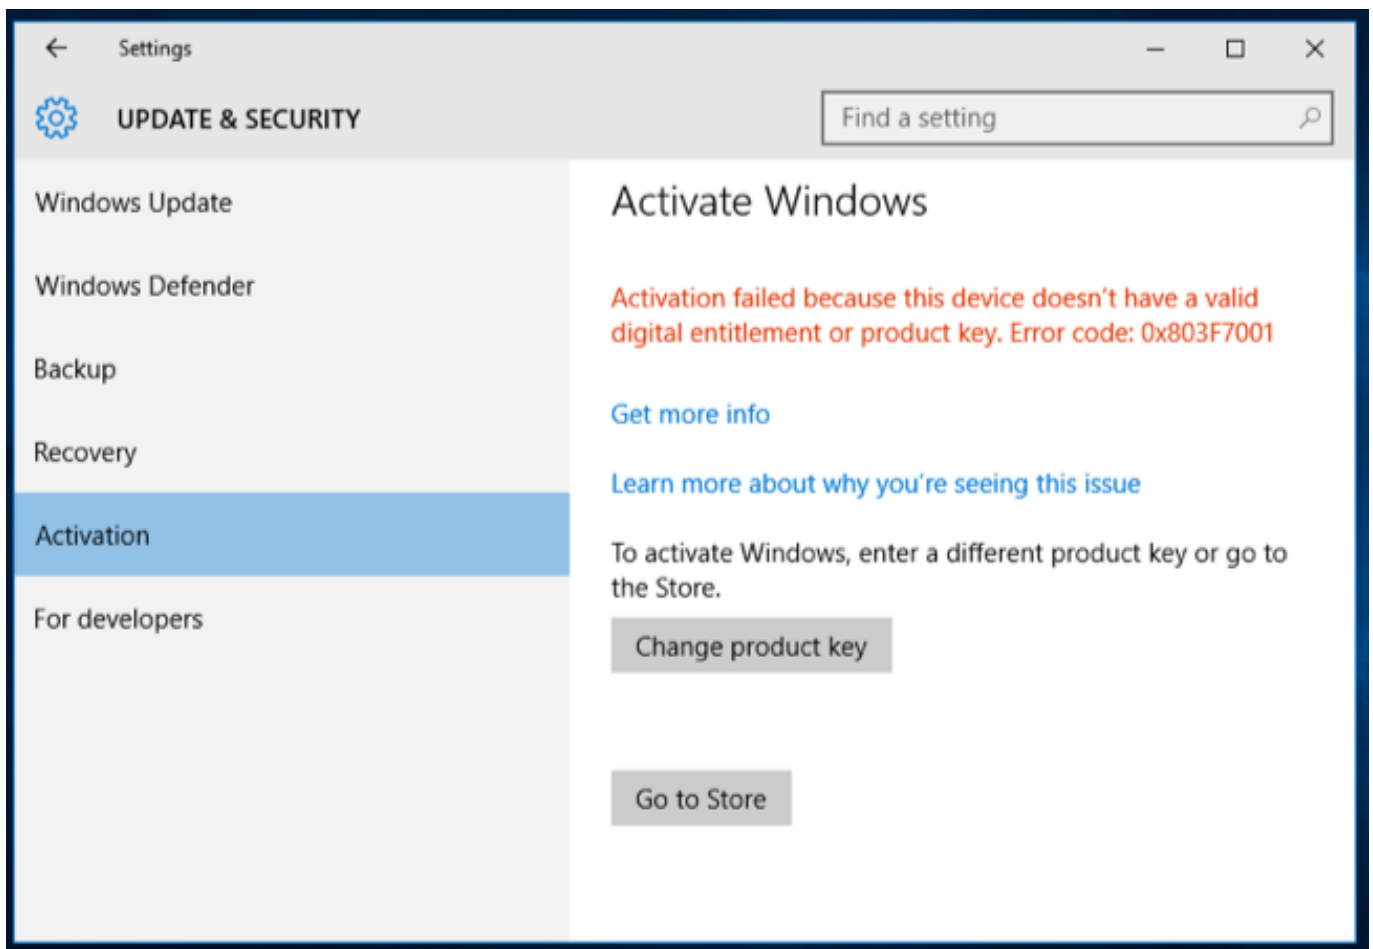 Settings
UPDATE & SECURITY
Find a setting
Windows Update
Windows Defender
Backup
Recovery
Activation
For developers
Activate Windows
Activation failed because this device doesn't have a valid
digital entitlement or product key. Error code: 0x803F7001
Get more info
Learn more about why you're seeing this issue
To activate Windows, enter a different product key or go to
the Store.
Change product key
Go to Store